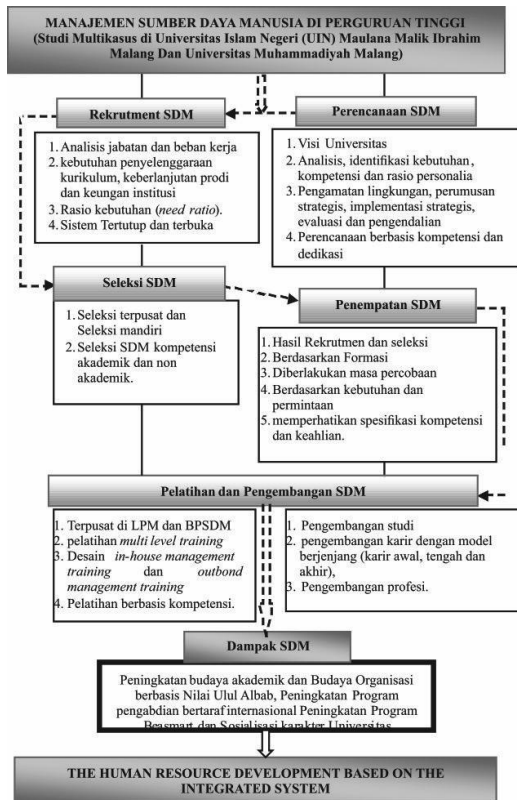 MANAJEMEN SUMBER DAYA MANUSIA DI PERGURUAN TINGGI
(Studi Multikasus di Universitas Islam Negeri (UIN) Maulana Malik Ibrahim
Malang Dan Universitas Muhammadiyah Malang)
Rekrutment SDM
1. Analisis jabatan dan beban kerja
2. kebutuhan penyelenggaraan
kurikulum, keberlanjutan prodi
dan keungan institusi
3. Rasio kebutuhan (need ratio).
4. Sistem Tertutup dan terbuka
Perencanaan SDM
1. Visi Universitas
2. Analisis, identifikasi kebutuhan,
kompetensi dan rasio personalia
3. Pengamatan lingkungan, perumusan
strategis, implementasi strategis,
evaluasi dan pengendalian
4. Perencanaan berbasis kompetensi dan
dedikasi
Seleksi SDM
1. Seleksi terpusat dan
Seleksi mandiri
2. Seleksi SDM kompetensi
akademik dan non
akademik.
Penempatan SDM
1. Hasil Rekrutmen dan seleksi
2. Berdasarkan Formasi
3. Diberlakukan masa percobaan
4. Berdasarkan kebutuhan dan
permintaan
5. memperhatikan spesifikasi kompetensi
dan keahlian.
Pelatihan dan Pengembangan SDM
1. Terpusat di LPM dan BPSDM
2. pelatihan multi level training
3. Desain in-house management
training dan outbond
management training
4. Pelatihan berbasis kompetensi.
1. Pengembangan studi
2. pengembangan karir dengan model
berjenjang (karir awal, tengah dan
akhir),
3. Pengembangan profesi.
Dampak SDM
Peningkatan budaya akademik dan Budaya Organisasi
berbasis Nilai Ulul Albab, Peningkatan Program
pengabdian bertaraf internasional Peningkatan Program
Beasmart dan Sosialisasi karakter Universitas
THE HUMAN RESOURCE DEVELOPMENT BASED ON THE
INTEGRATED SYSTEM